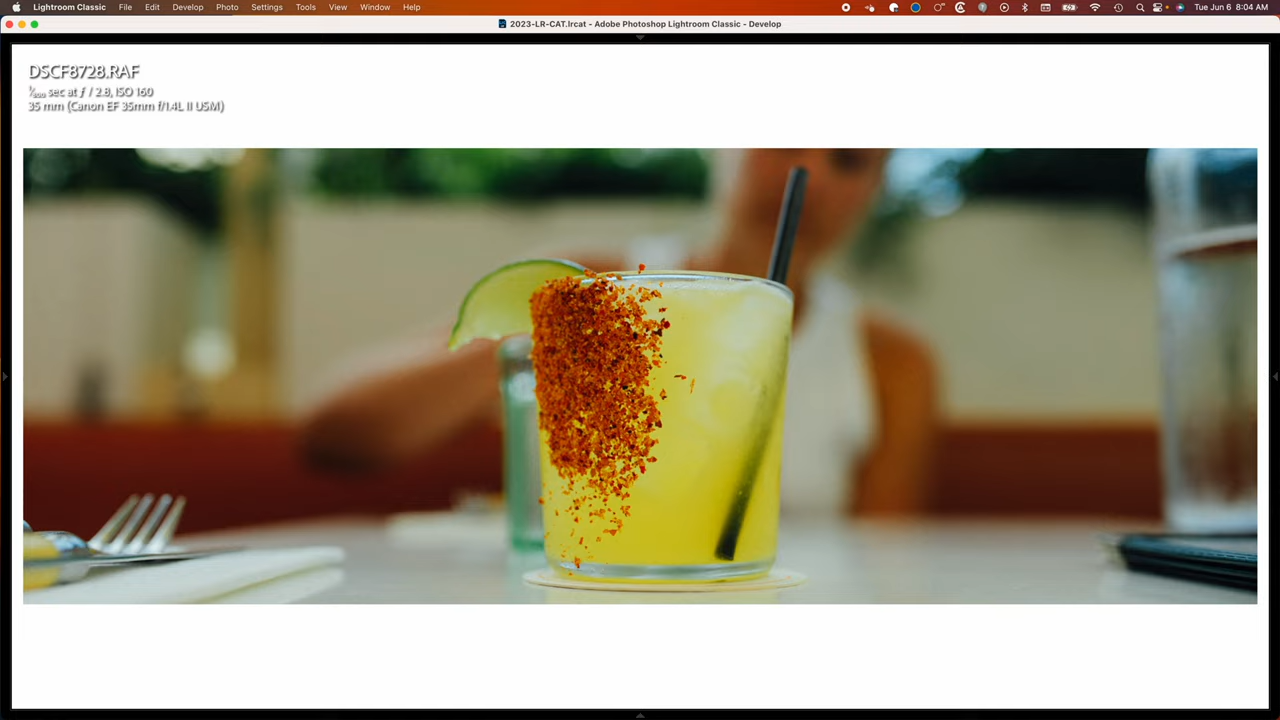 Lightroom Classic File Edit Develop Photo Settings Tools View Window Help Tue Jun 6 8:04 AM
2023-LR-CAT.lrcat - Adobe Photoshop Lightroom Classic - Develop
DSCF8728.RAF
sec at ƒ / 2.8, ISO 160
35 mm (Canon EF 35mm f/1.4L II USM)